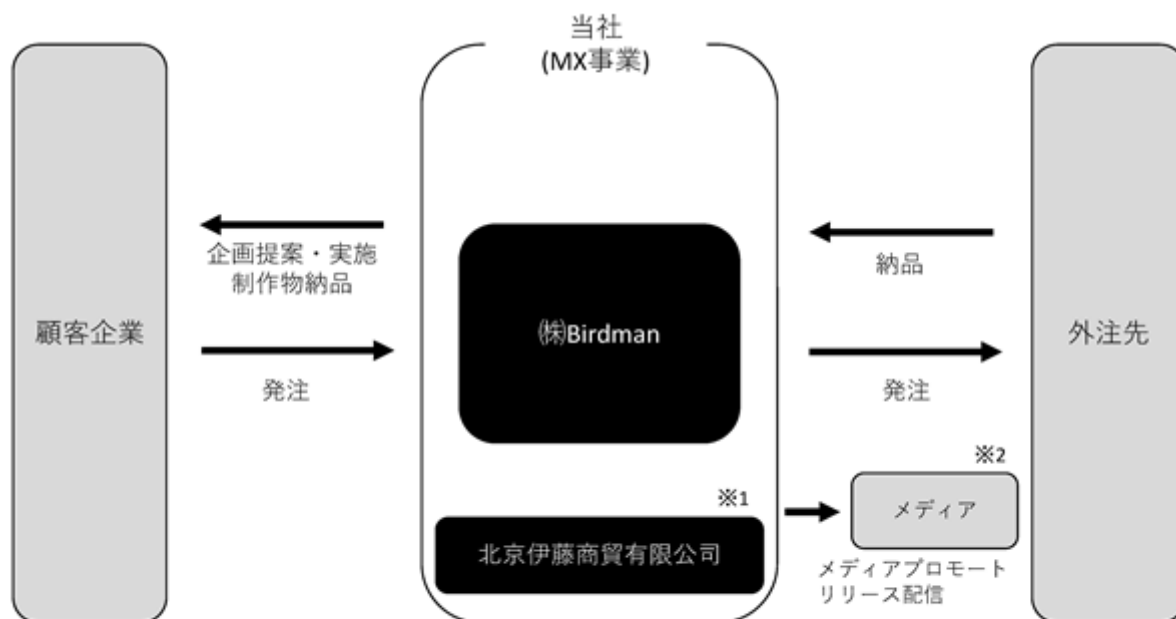 当社
(MX事業)
企画提案・実施
制作物納品
納品
顧客企業
㈱Birdman
外注先
発注
発注
※2
※1
メディア
北京伊藤商貿有限公司
メディアプロモート
リリース配信